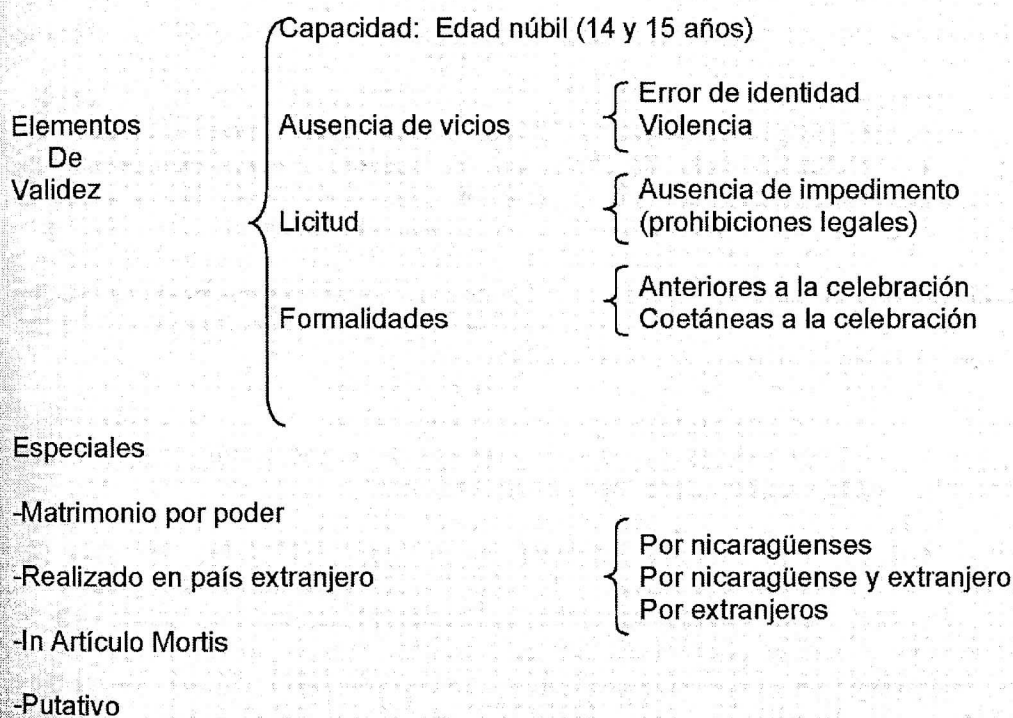 Capacidad: Edad núbil (14 y 15 años)
Elementos
De
Validez
Ausencia de vicios
Error de identidad
Violencia
Licitud
Ausencia de impedimento
(prohibiciones legales)
Formalidades
Anteriores a la celebración
Coetáneas a la celebración
Especiales
-Matrimonio por poder
-Realizado en país extranjero
Por nicaragüenses
Por nicaragüense y extranjero
Por extranjeros
-In Artículo Mortis
-Putativo